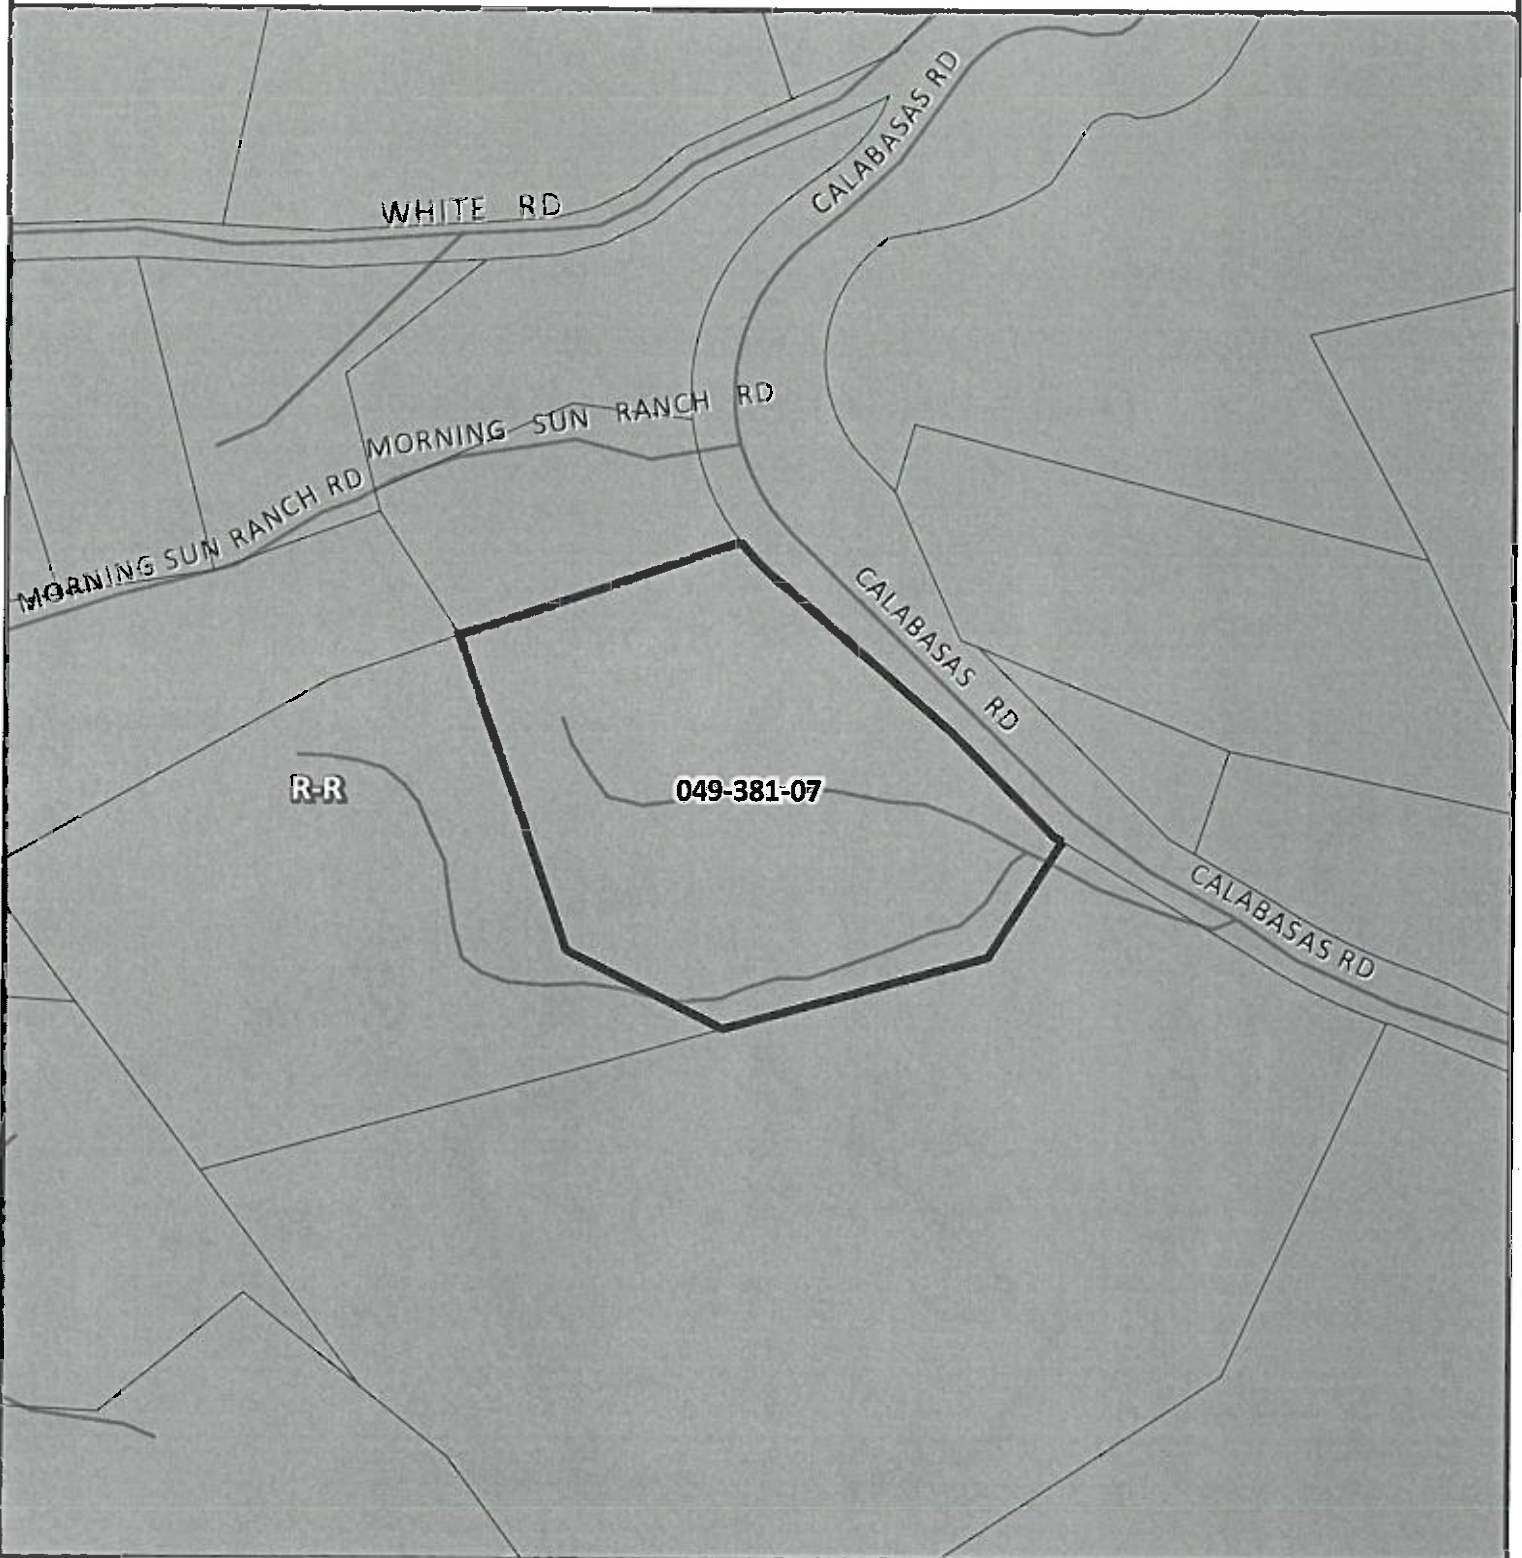 CALABASAS RD
WHITE RD
MORNING SUN RANCH RD
MORNING SUN RANCH RD
CALABASAS RD
R-R
049-381-07
CALABASAS RD